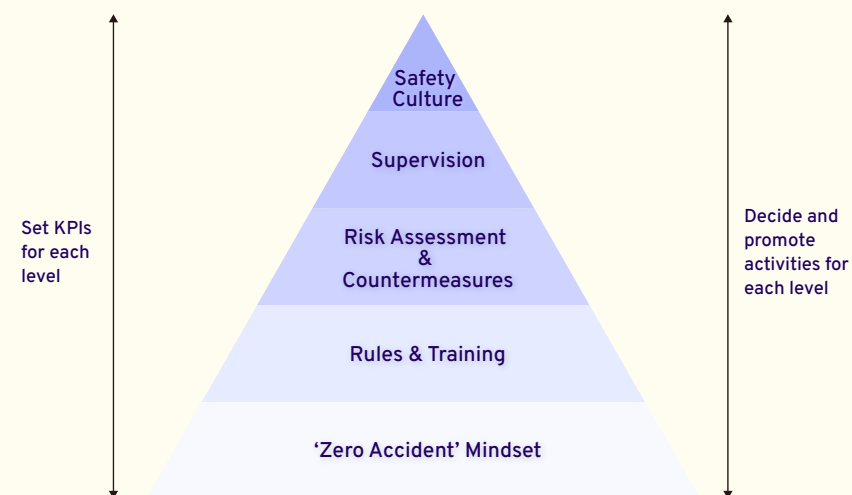 Safety
Culture
Supervision
Risk Assessment
&
Countermeasures
Rules & Training
‘Zero Accident’ Mindset
Set KPIs
for each
level
Decide and
promote
activities for
each level